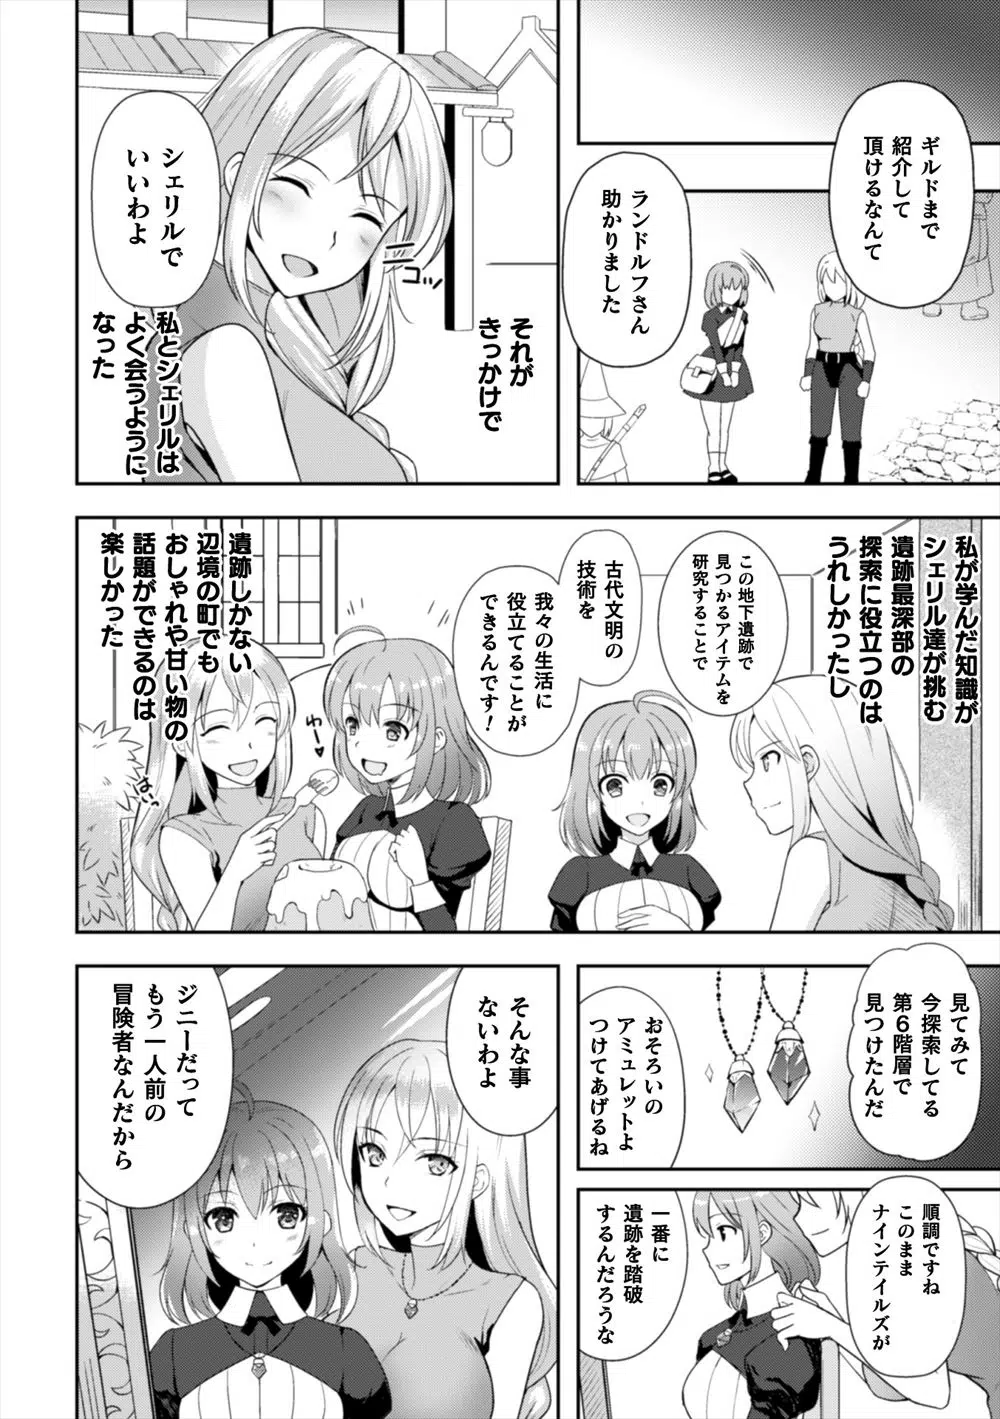 ギルドまで
紹介して
頂けるなんて
ランドルフさん
助かりました
それが
きっかけで
コツッ
シェリルで
いいわよ
私とシェリルは
よく会うように
なった
私が学んだ知識が
シェリル達が挑む
遺跡最深部の
探索に役立つのは
うれしかったし
この地下遺跡で
見つかるアイテムを
研究することで
古代文明の
技術を
我々の生活に
役立てることが
できるんです!
わーい♥
はいっ
遺跡しかない
辺境の町でも
おしゃれや甘い物の
話題ができるのは
楽しかった
見てみて
今探索してる
第6階層で
見つけたんだ
おそろいの
アミュレットよ
つけてあげるね
順調ですね
このまま
ナインテイルズが
一番に
遺跡を踏破
するんだろうな
そんな事
ないわよ
ジニーだって
もう一人前の
冒険者なんだから